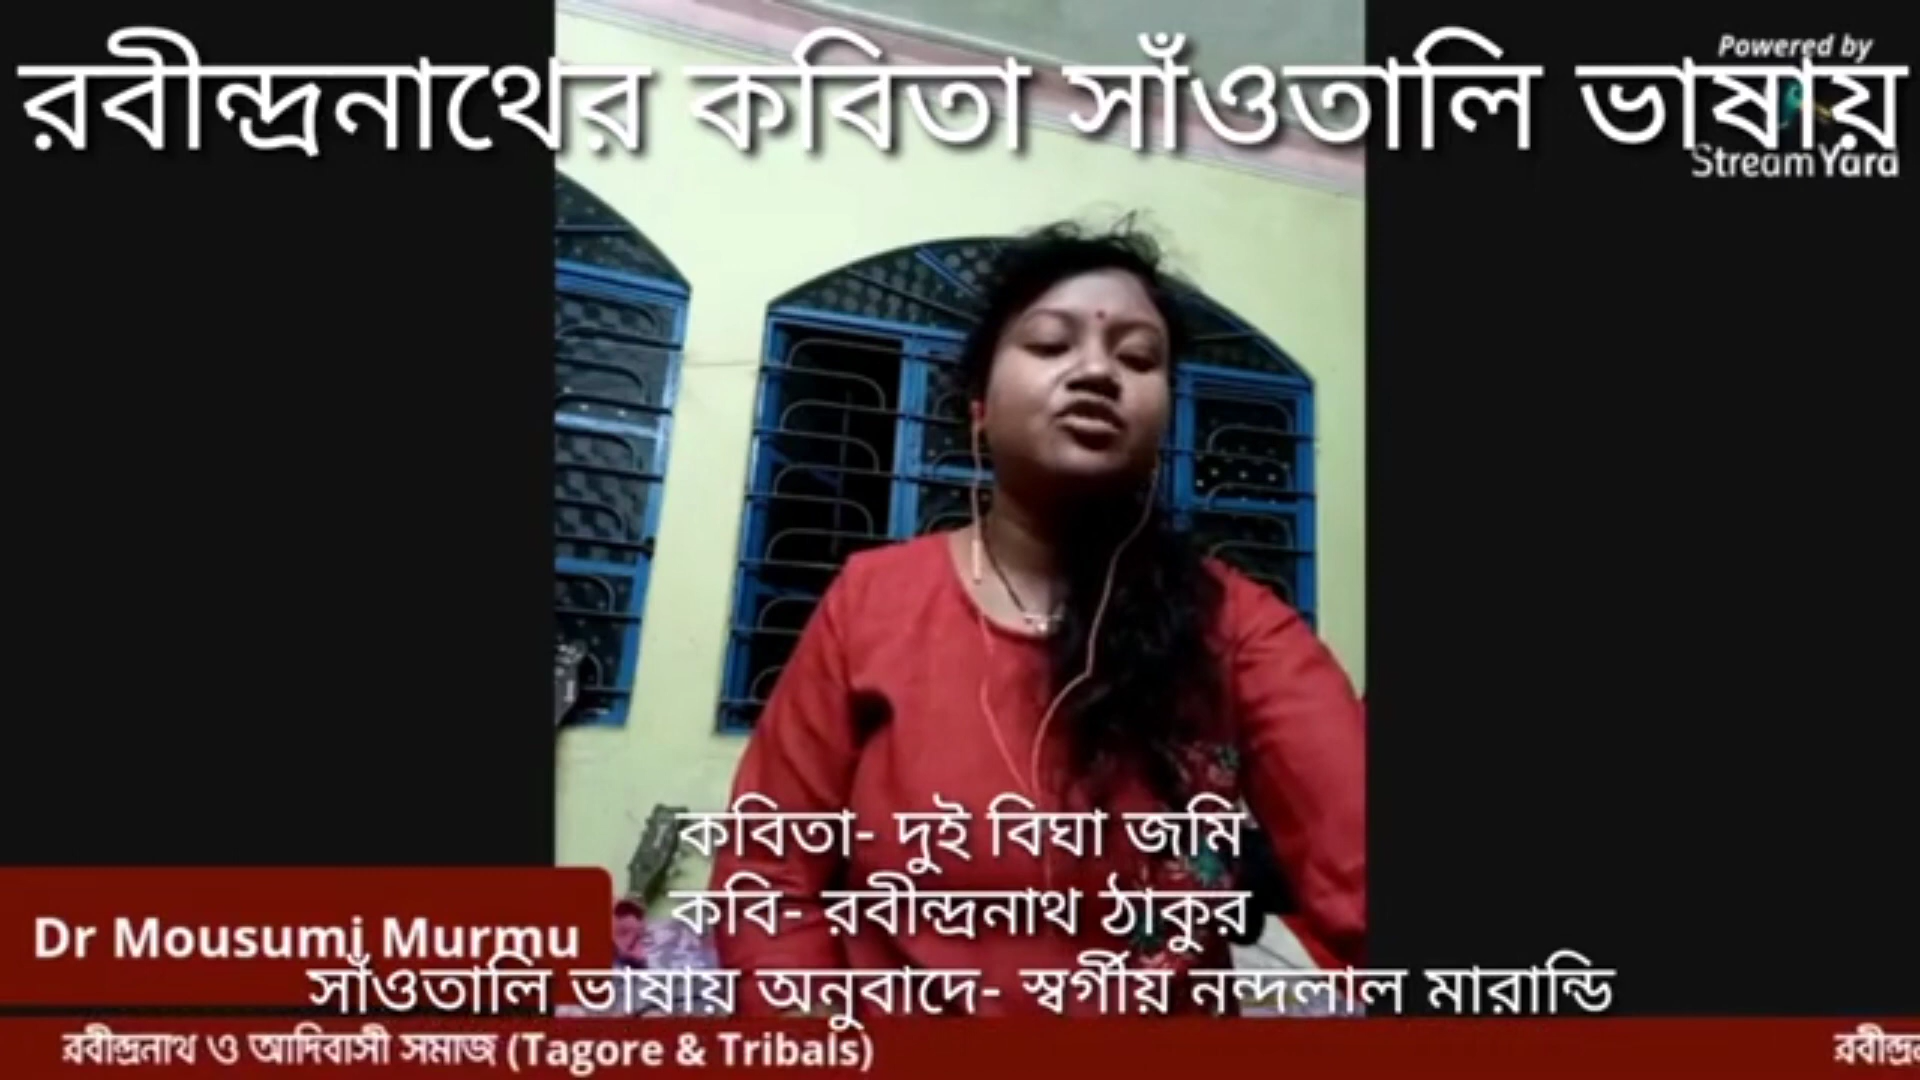 রবীন্দ্রনাথের কবিতা সাঁওতালি ভাষায়
Powered by
StreamYard
কবিতা- দুই বিঘা জমি
কবি- রবীন্দ্রনাথ ঠাকুর
Dr Mousumi Murmu
সাঁওতালি ভাষায় অনুবাদে- স্বর্গীয় নন্দলাল মারান্ডি
রবীন্দ্রনাথ ও আদিবাসী সমাজ (Tagore & Tribals)